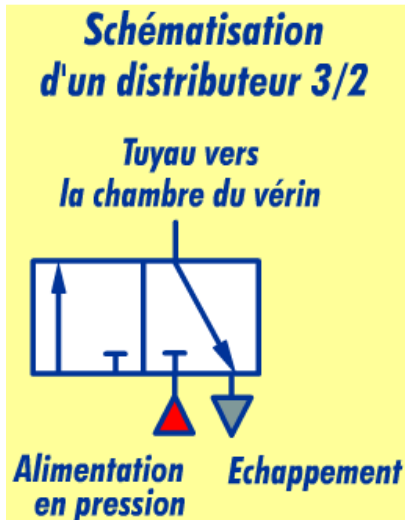 Schématisation
d'un distributeur 3/2
Tuyau vers
la chambre du vérin
Alimentation
en pression
Echappement